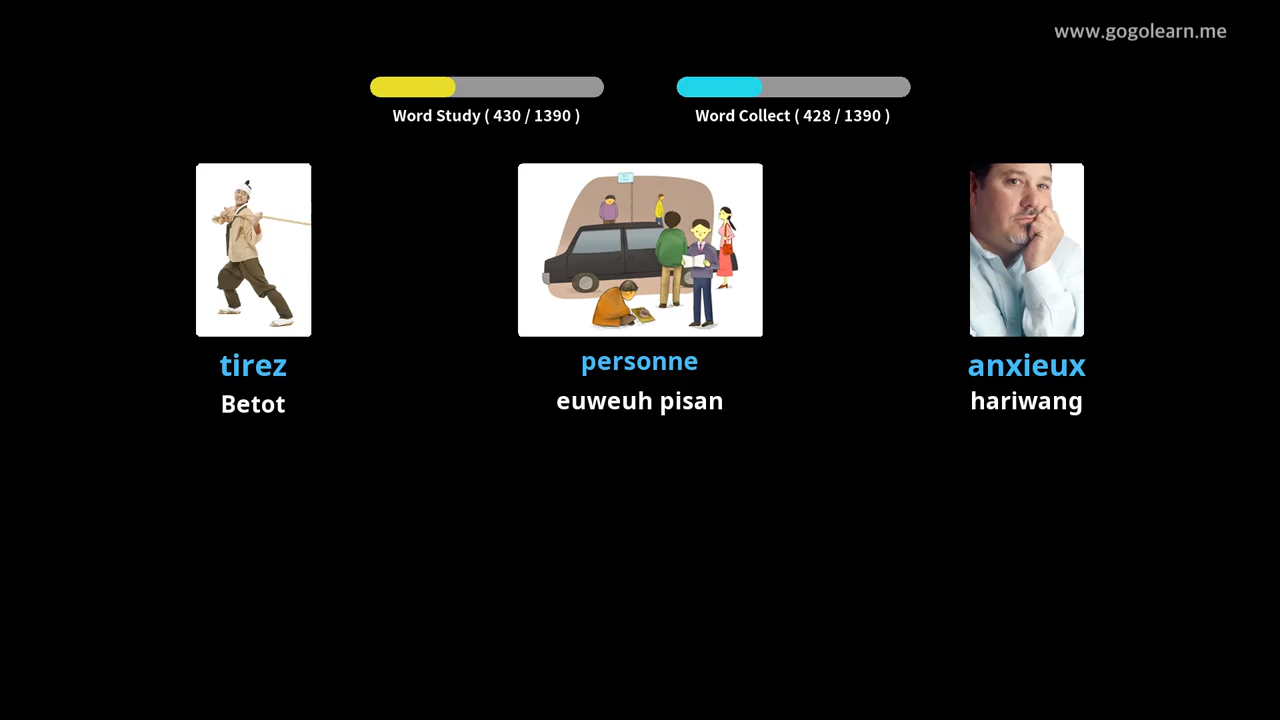 www.gogolearn.me
Word Study ( 430 / 1390 )
Word Collect ( 428 / 1390 )
tirez
Betot
personne
euweuh pisan
anxieux
hariwang